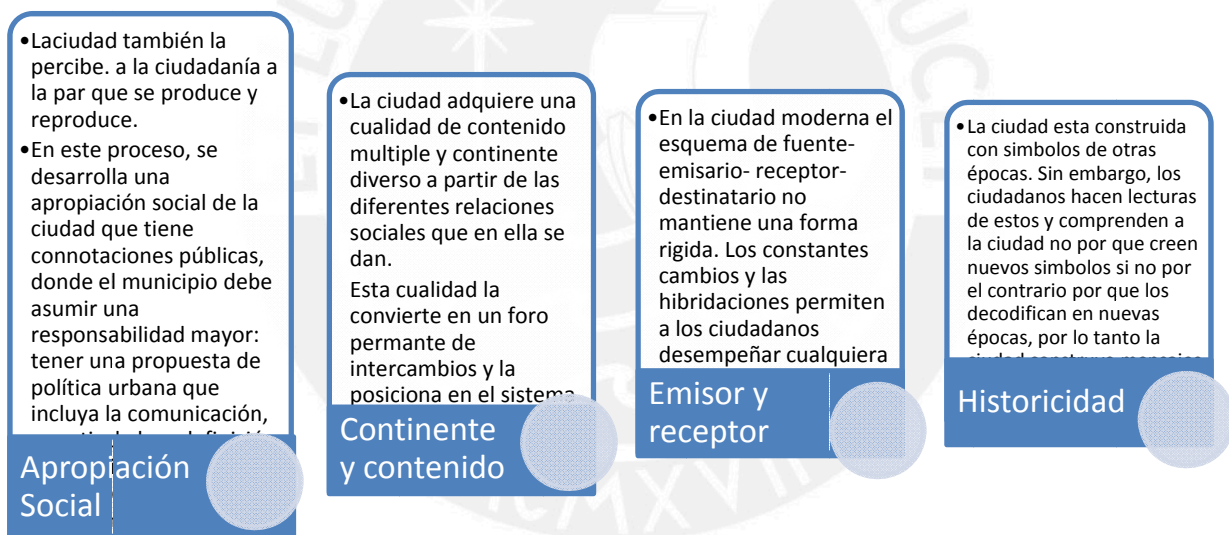 •Laciudad también la
percibe. a la ciudadanía a
la par que se produce y
reproduce.
•En este proceso, se
desarrolla una
apropiación social de la
ciudad que tiene
connotaciones públicas,
donde el municipio debe
asumir una
responsabilidad mayor:
tener una propuesta de
política urbana que
incluya la comunicación,
Apropiación
Social
•La ciudad adquiere una
cualidad de contenido
multiple y continente
diverso a partir de las
diferentes relaciones
sociales que en ella se
dan.
Esta cualidad la
convierte en un foro
permante de
intercambios y la
posiciona en el sistema
Continente
y contenido
•En la ciudad moderna el
esquema de fuente-
emisario- receptor-
destinatario no
mantiene una forma
rigida. Los constantes
cambios y las
hibridaciones permiten
a los ciudadanos
desempeñar cualquiera
Emisor y
receptor
•La ciudad esta construida
con simbolos de otras
épocas. Sin embargo, los
ciudadanos hacen lecturas
de estos y comprenden a
la ciudad no por que creen
nuevos simbolos si no por
el contrario por que los
decodifican en nuevas
épocas, por lo tanto la
ciudad construye mensajes
Historicidad